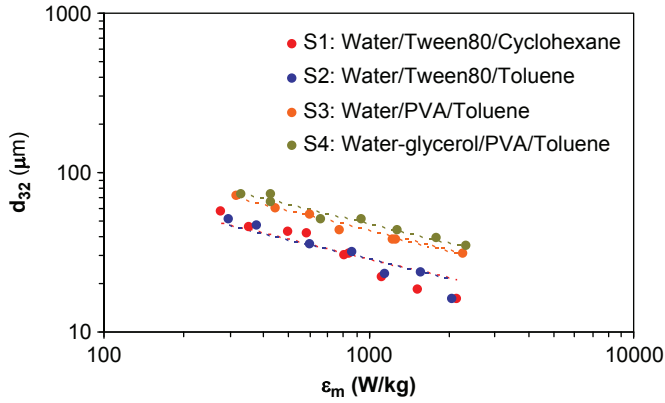 1000
S1: Water/Tween80/Cyclohexane
S2: Water/Tween80/Toluene
S3: Water/PVA/Toluene
S4: Water-glycerol/PVA/Toluene
d32 (μm)
100
10
100
1000
10000
εm (W/kg)